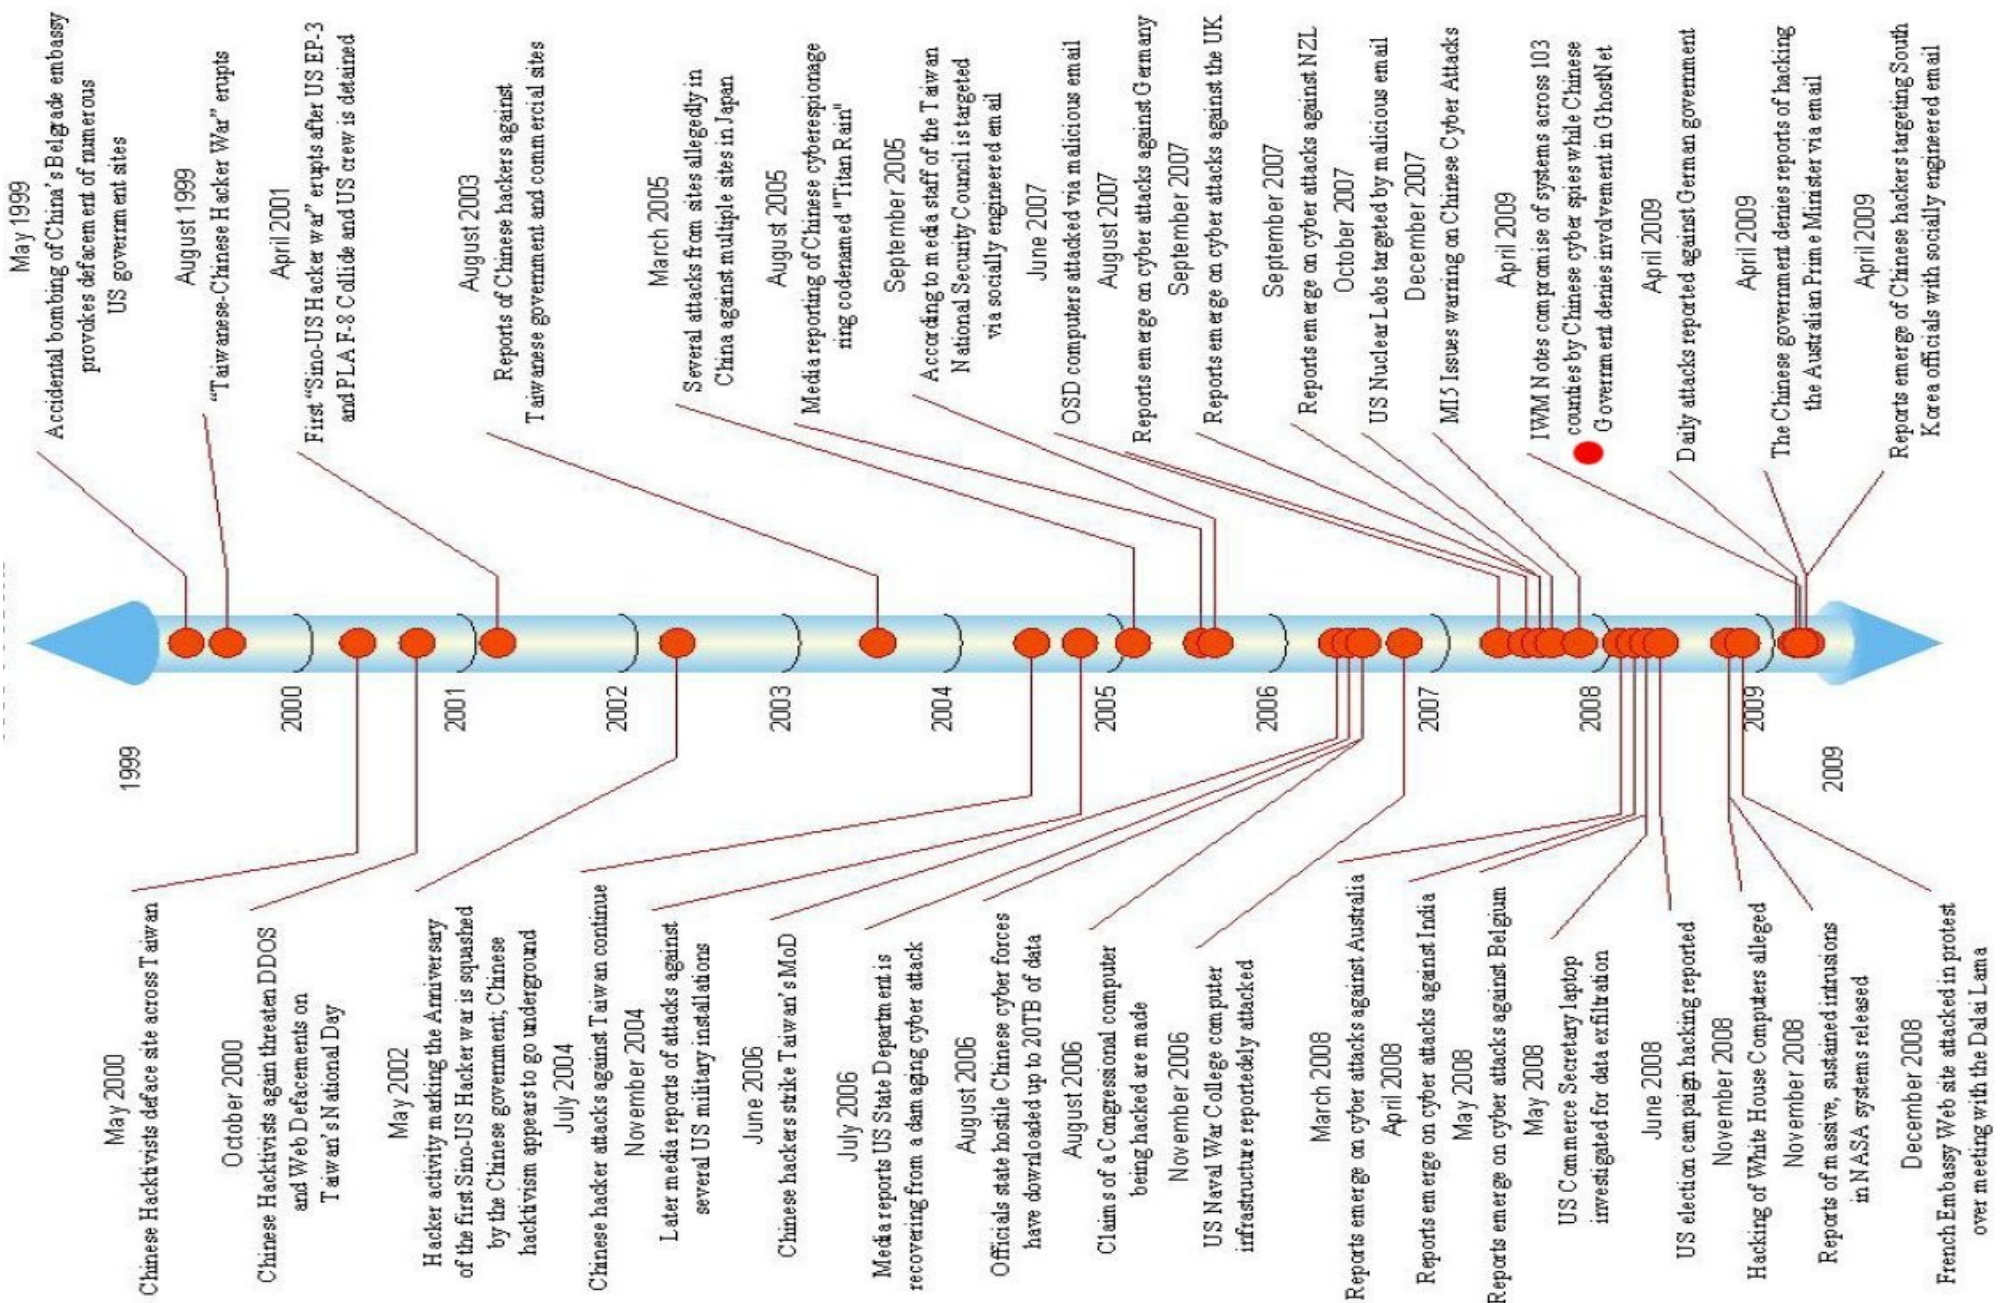 May 1999
Accidental bombing of China's Belgrade embassy
provokes defacement of numerous
US government sites
August 1999
"Taiwanese-Chinese Hacker War" erupts
April 2001
First "Sino-US Hacker war" erupts after US EP-3
and PLA F-8 Collide and US crew is detained
August 2003
Reports of Chinese hackers against
Taiwanese government and commercial sites
March 2005
Several attacks from sites allegedly in
China against multiple sites in Japan
August 2005
Media reporting of Chinese cyberespionage
ring codenamed "Titan Rain"
September 2005
According to media staff of the Taiwan
National Security Council is targeted
via socially engineered email
June 2007
OSD computers attacked via malicious email
August 2007
Reports emerge on cyber attacks against Germany
September 2007
Reports emerge on cyber attacks against the UK
September 2007
Reports emerge on cyber attacks against NZL
October 2007
US Nuclear Labs targeted by malicious email
December 2007
MI5 Issues warning on Chinese Cyber Attacks
April 2009
IWM Notes compromise of systems across 103
counties by Chinese cyber spies while Chinese
Government denies involvement in GhostNet
April 2009
Daily attacks reported against German government
April 2009
The Chinese government denies reports of hacking
the Australian Prime Minister via email
April 2009
Reports emerge of Chinese hackers targeting South
Korea officials with socially engineered email
1999
2000
2001
2002
2003
2004
2005
2006
2007
2008
2009
2009
May 2000
Chinese Hacktivists deface site across Taiwan
October 2000
Chinese Hacktivists again threaten DDOS
and Web Defacements on
Taiwan's National Day
May 2002
Hacker activity marking the Anniversary
of the first Sino-US Hacker war is squashed
by the Chinese government; Chinese
hacktivism appears to go underground
July 2004
Chinese hacker attacks against Taiwan continue
November 2004
Later media reports of attacks against
several US military installations
June 2006
Chinese hackers strike Taiwan's MoD
July 2006
Media reports US State Department is
recovering from a damaging cyber attack
August 2006
Officials state hostile Chinese cyber forces
have downloaded up to 20TB of data
August 2006
Claims of a Congressional computer
being hacked are made
November 2006
US Naval War College computer
infrastructure reportedely attacked
March 2008
Reports emerge on cyber attacks against Australia
April 2008
Reports emerge on cyber attacks against India
May 2008
Reports emerge on cyber attacks against Belgium
May 2008
US Commerce Secretary laptop
investigated for data exfiltration
June 2008
US election campaign hacking reported
November 2008
Hacking of White House Computers alleged
November 2008
Reports of massive, sustained intrusions
in NASA systems released
December 2008
French Embassy Web site attacked in protest
over meeting with the Dalai Lama